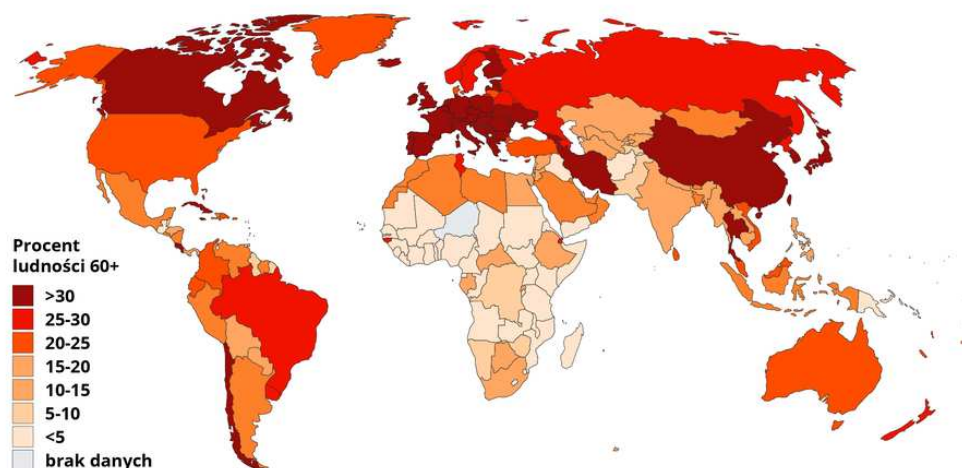 Procent
ludności 60+
>30
25-30
20-25
15-20
10-15
5-10
<5
brak danych